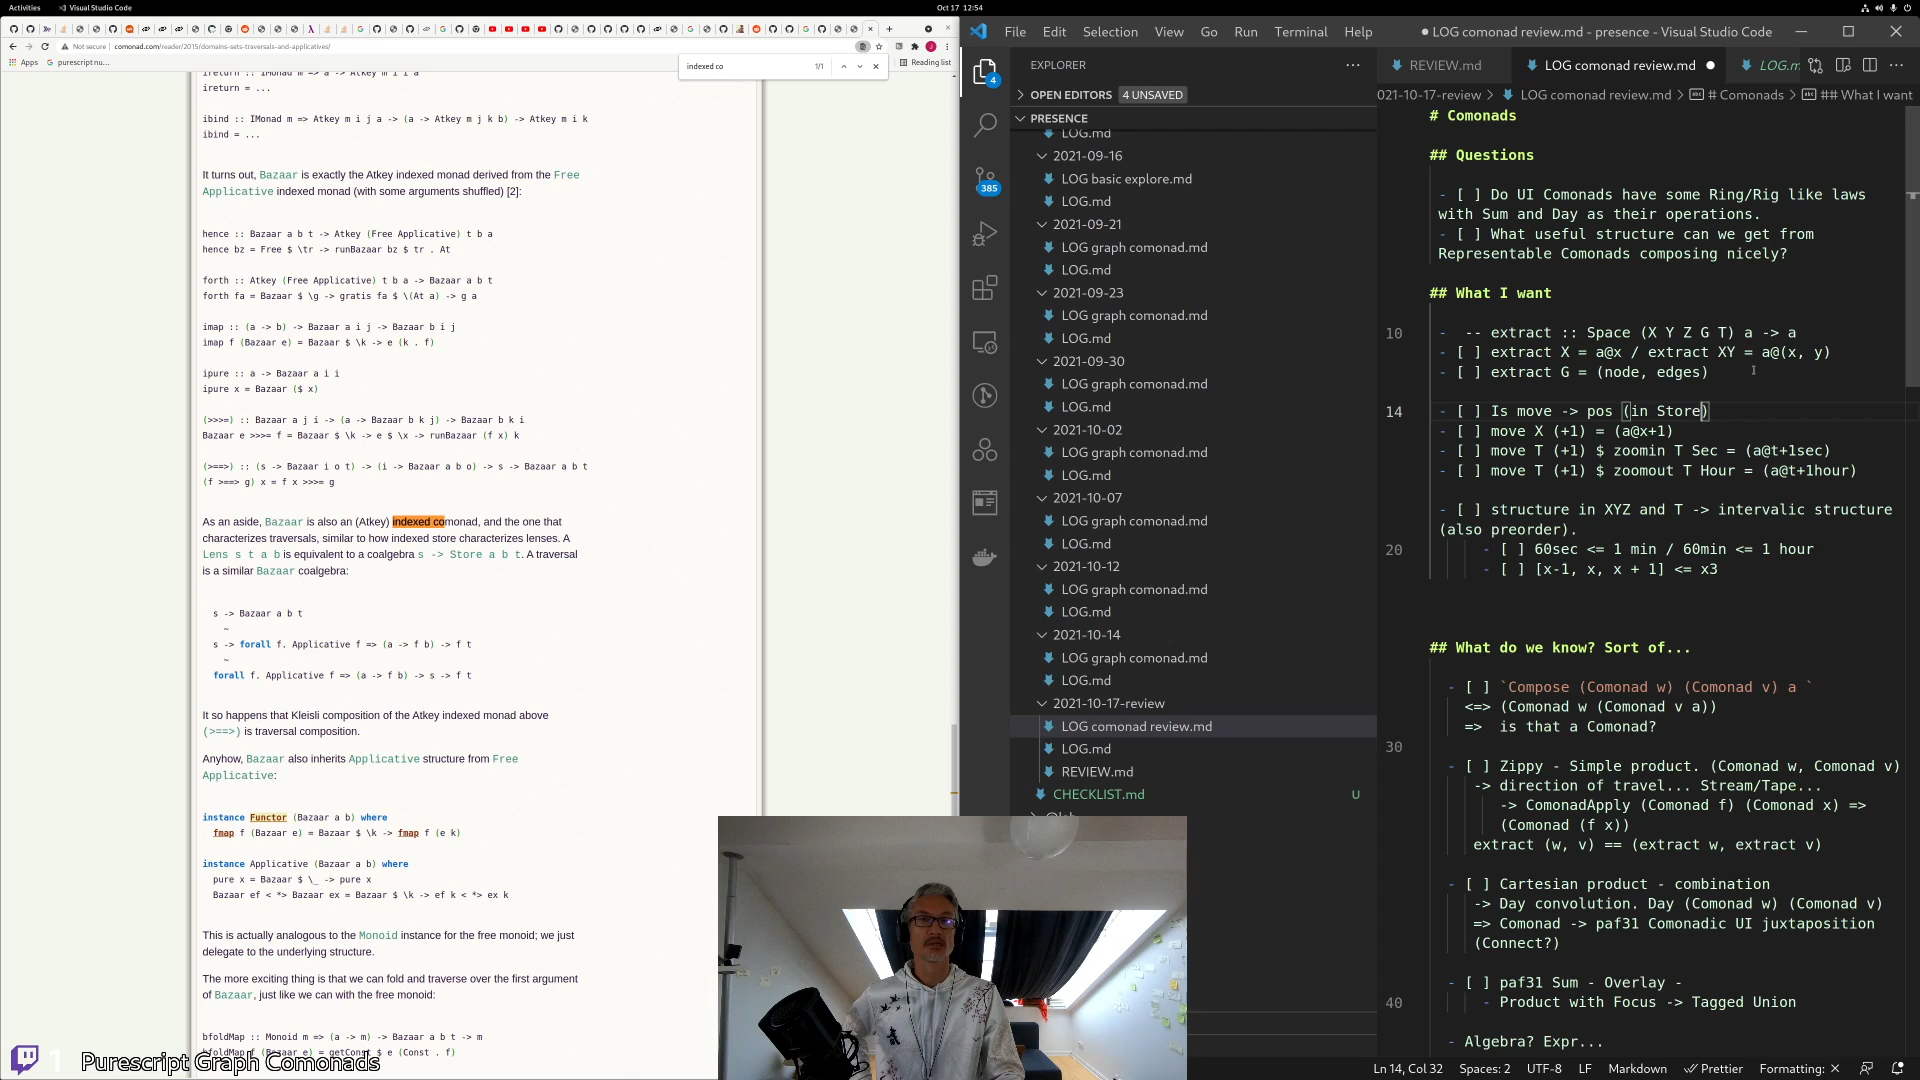 Activities
Visual Studio Code
Oct 17 12:54
Not secure
comonad.com/reader/2015/domains-sets-traversals-and-applicatives/
Apps
purescript nu...
Reading list
indexed co
1/1
ireturn = ...
ibind :: IMonad m => Atkey m i j a -> (a -> Atkey m j k b) -> Atkey m i k
ibind = ...
It turns out, Bazaar is exactly the Atkey indexed monad derived from the Free
Applicative indexed monad (with some arguments shuffled) [2]:
hence :: Bazaar a b t -> Atkey (Free Applicative) t b a
hence bz = Free $ \tr -> runBazaar bz $ tr . At
forth :: Atkey (Free Applicative) t b a -> Bazaar a b t
forth fa = Bazaar $ \g -> gratis fa $ \(At a) -> g a
imap :: (a -> b) -> Bazaar a i j -> Bazaar b i j
imap f (Bazaar e) = Bazaar $ \k -> e (k . f)
ipure :: a -> Bazaar a i i
ipure x = Bazaar ($ x)
(>>>=) :: Bazaar a j i -> (a -> Bazaar b k j) -> Bazaar b k i
Bazaar e >>>= f = Bazaar $ \k -> e $ \x -> runBazaar (f x) k
(>==>) :: (s -> Bazaar i o t) -> (i -> Bazaar a b o) -> s -> Bazaar a b t
(f >==> g) x = f x >>>= g
As an aside, Bazaar is also an (Atkey) indexed comonad, and the one that
characterizes traversals, similar to how indexed store characterizes lenses. A
Lens s t a b is equivalent to a coalgebra s -> Store a b t. A traversal
is a similar Bazaar coalgebra:
s -> Bazaar a b t
~
s -> forall f. Applicative f => (a -> f b) -> f t
~
forall f. Applicative f => (a -> f b) -> s -> f t
It so happens that Kleisli composition of the Atkey indexed monad above
(>==>) is traversal composition.
Anyhow, Bazaar also inherits Applicative structure from Free
Applicative:
instance Functor (Bazaar a b) where
fmap f (Bazaar e) = Bazaar $ \k -> fmap f (e k)
instance Applicative (Bazaar a b) where
pure x = Bazaar $ \_ -> pure x
Bazaar ef < *> Bazaar ex = Bazaar $ \k -> ef k < *> ex k
This is actually analogous to the Monoid instance for the free monoid; we just
delegate to the underlying structure.
The more exciting thing is that we can fold and traverse over the first argument
of Bazaar, just like we can with the free monoid:
bfoldMap :: Monoid m => (a -> m) -> Bazaar a b t -> m
bfoldMap f (Bazaar e) = getConst $ e (Const . f)
1 Purescript Graph Comonads
File Edit Selection View Go Run Terminal Help
● LOG comonad review.md - presence - Visual Studio Code
4
385
EXPLORER
OPEN EDITORS 4 UNSAVED
PRESENCE
LOG.md
2021-09-16
LOG basic explore.md
LOG.md
2021-09-21
LOG graph comonad.md
LOG.md
2021-09-23
LOG graph comonad.md
LOG.md
2021-09-30
LOG graph comonad.md
LOG.md
2021-10-02
LOG graph comonad.md
LOG.md
2021-10-07
LOG graph comonad.md
LOG.md
2021-10-12
LOG graph comonad.md
LOG.md
2021-10-14
LOG graph comonad.md
LOG.md
2021-10-17-review
LOG comonad review.md
LOG.md
REVIEW.md
CHECKLIST.md U
REVIEW.md
LOG comonad review.md
LOG.m
021-10-17-review > LOG comonad review.md > # Comonads > ## What I want
# Comonads
## Questions
- [ ] Do UI Comonads have some Ring/Rig like laws
with Sum and Day as their operations.
- [ ] What useful structure can we get from
Representable Comonads composing nicely?
## What I want
10 - -- extract :: Space (X Y Z G T) a -> a
- [ ] extract X = a@x / extract XY = a@(x, y)
- [ ] extract G = (node, edges)
14 - [ ] Is move -> pos (in Store)
- [ ] move X (+1) = (a@x+1)
- [ ] move T (+1) $ zoomin T Sec = (a@t+1sec)
- [ ] move T (+1) $ zoomout T Hour = (a@t+1hour)
- [ ] structure in XYZ and T -> intervalic structure
(also preorder).
20 - [ ] 60sec <= 1 min / 60min <= 1 hour
- [ ] [x-1, x, x + 1] <= x3
## What do we know? Sort of...
- [ ] `Compose (Comonad w) (Comonad v) a `
<=> (Comonad w (Comonad v a))
=> is that a Comonad?
30
- [ ] Zippy - Simple product. (Comonad w, Comonad v)
-> direction of travel... Stream/Tape...
-> ComonadApply (Comonad f) (Comonad x) =>
(Comonad (f x))
extract (w, v) == (extract w, extract v)
- [ ] Cartesian product - combination
-> Day convolution. Day (Comonad w) (Comonad v)
=> Comonad -> paf31 Comonadic UI juxtaposition
(Connect?)
- [ ] paf31 Sum - Overlay -
40 - Product with Focus -> Tagged Union
- Algebra? Expr...
Ln 14, Col 32 Spaces: 2 UTF-8 LF Markdown Prettier Formatting: ×